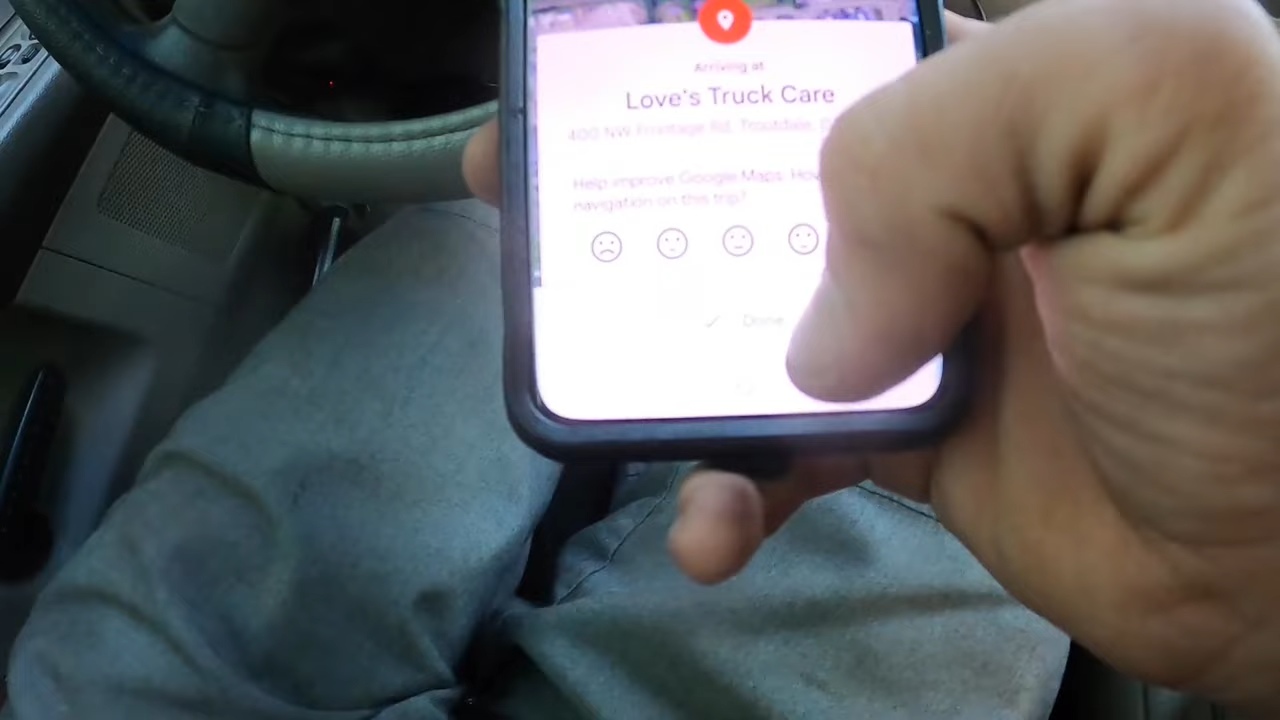 Arriving at
Love's Truck Care
400 NW Frontage Rd, Troutdale,
Help improve Google Maps. How
navigation on this trip?
Done